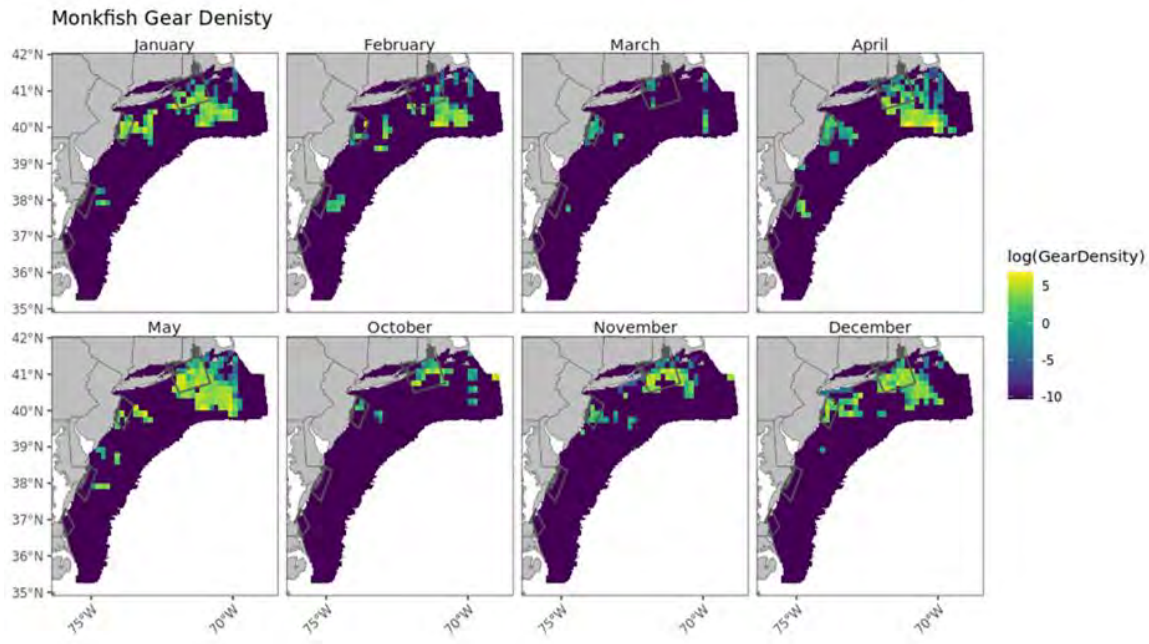 Monkfish Gear Denisty
January February March April
42°N
41°N
40°N
39°N
38°N
37°N
36°N
35°N
log(GearDensity)
5
0
-5
-10
May October November December
42°N
41°N
40°N
39°N
38°N
37°N
36°N
35°N
75°W 70°W 75°W 70°W 75°W 70°W 75°W 70°W